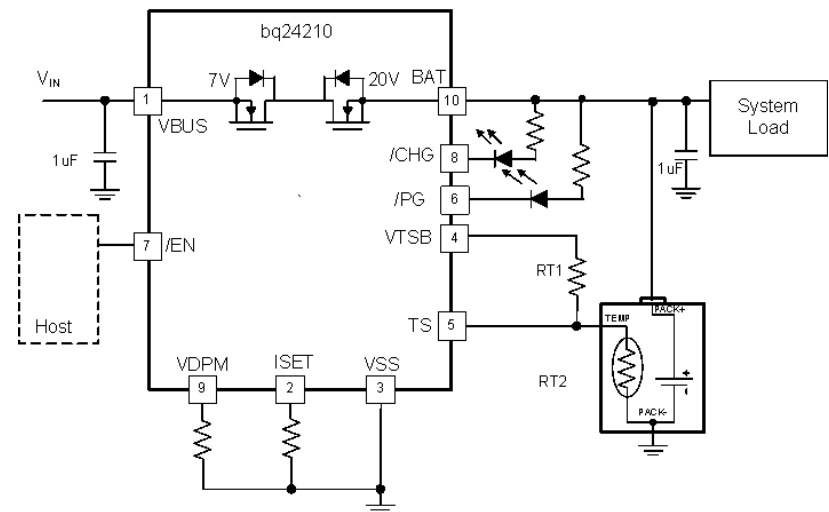 bq24210
7V
20V
BAT
VIN
1
10
VBUS
System
Load
/CHG
8
1uF
1uF
/PG
6
7
/EN
VTSB
4
RT1
PACK+
TS
5
TEMP
Host
VDPM
ISET
VSS
RT2
+
-
9
2
3
PACK-